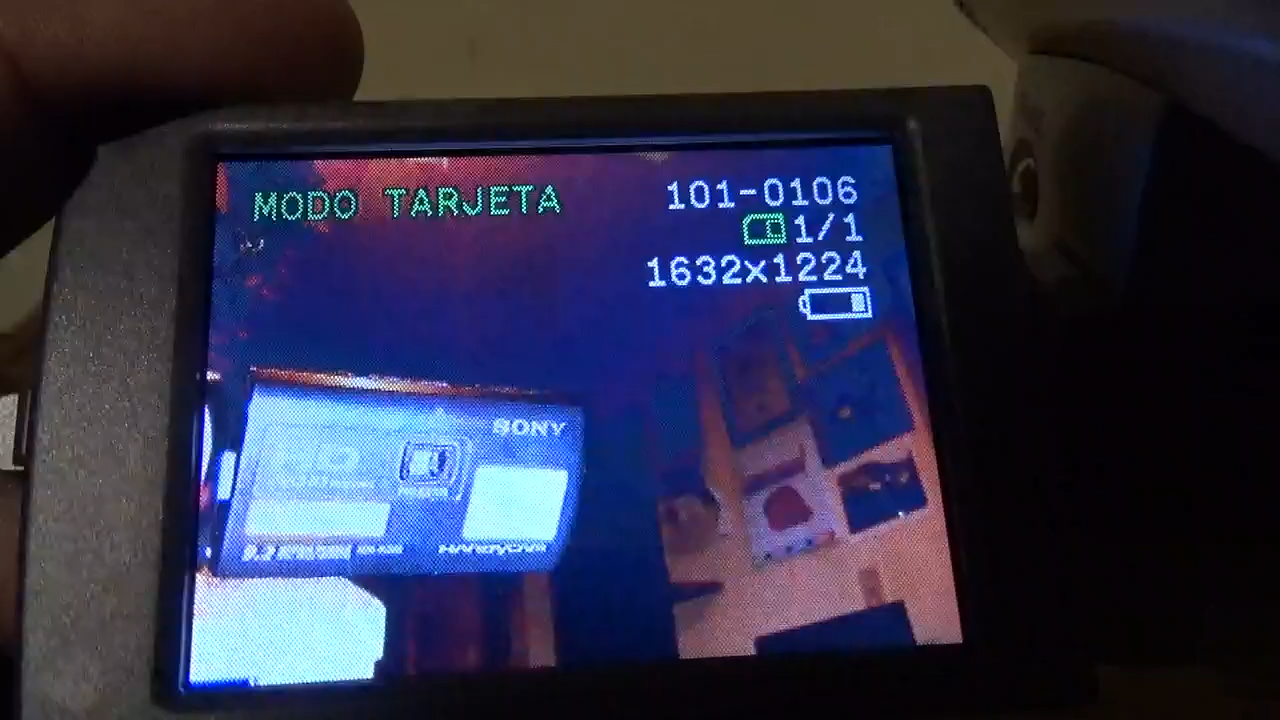 MODO TARJETA
101-0106
1/1
1632x1224
SONY
HANDYCAM